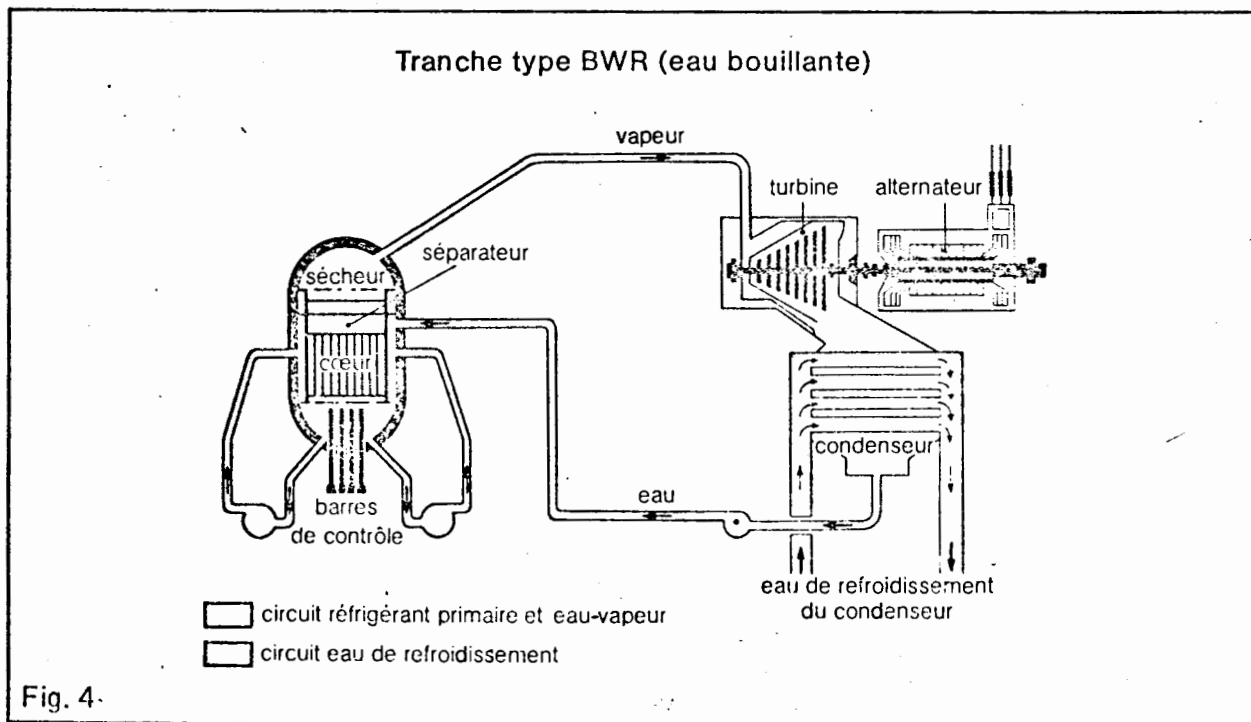 Tranche type BWR (eau bouillante)
vapeur
turbine
alternateur
séparateur
sécheur
cœur
condenseur
eau
barres
de contrôle
eau de refroidissement
du condenseur
circuit réfrigérant primaire et eau-vapeur
circuit eau de refroidissement
Fig. 4